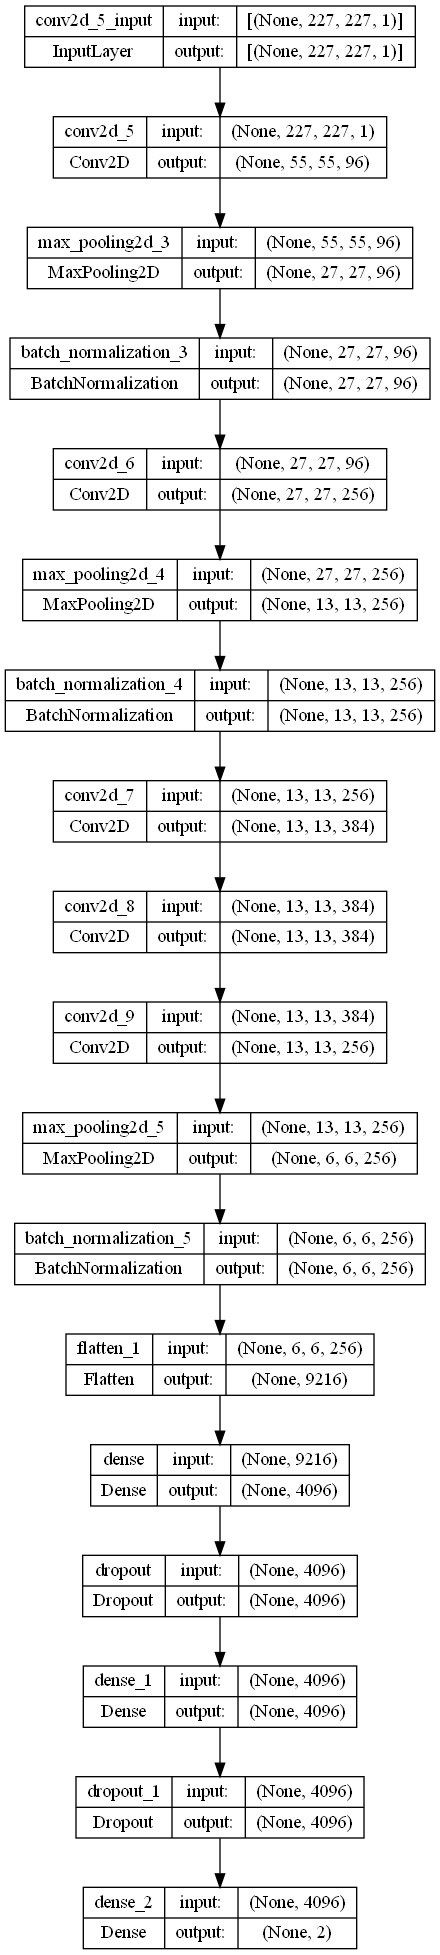 conv2d_5_input input: [(None, 227, 227, 1)]
InputLayer output: [(None, 227, 227, 1)]
conv2d_5 input: (None, 227, 227, 1)
Conv2D output: (None, 55, 55, 96)
max_pooling2d_3 input: (None, 55, 55, 96)
MaxPooling2D output: (None, 27, 27, 96)
batch_normalization_3 input: (None, 27, 27, 96)
BatchNormalization output: (None, 27, 27, 96)
conv2d_6 input: (None, 27, 27, 96)
Conv2D output: (None, 27, 27, 256)
max_pooling2d_4 input: (None, 27, 27, 256)
MaxPooling2D output: (None, 13, 13, 256)
batch_normalization_4 input: (None, 13, 13, 256)
BatchNormalization output: (None, 13, 13, 256)
conv2d_7 input: (None, 13, 13, 256)
Conv2D output: (None, 13, 13, 384)
conv2d_8 input: (None, 13, 13, 384)
Conv2D output: (None, 13, 13, 384)
conv2d_9 input: (None, 13, 13, 384)
Conv2D output: (None, 13, 13, 256)
max_pooling2d_5 input: (None, 13, 13, 256)
MaxPooling2D output: (None, 6, 6, 256)
batch_normalization_5 input: (None, 6, 6, 256)
BatchNormalization output: (None, 6, 6, 256)
flatten_1 input: (None, 6, 6, 256)
Flatten output: (None, 9216)
dense input: (None, 9216)
Dense output: (None, 4096)
dropout input: (None, 4096)
Dropout output: (None, 4096)
dense_1 input: (None, 4096)
Dense output: (None, 4096)
dropout_1 input: (None, 4096)
Dropout output: (None, 4096)
dense_2 input: (None, 4096)
Dense output: (None, 2)